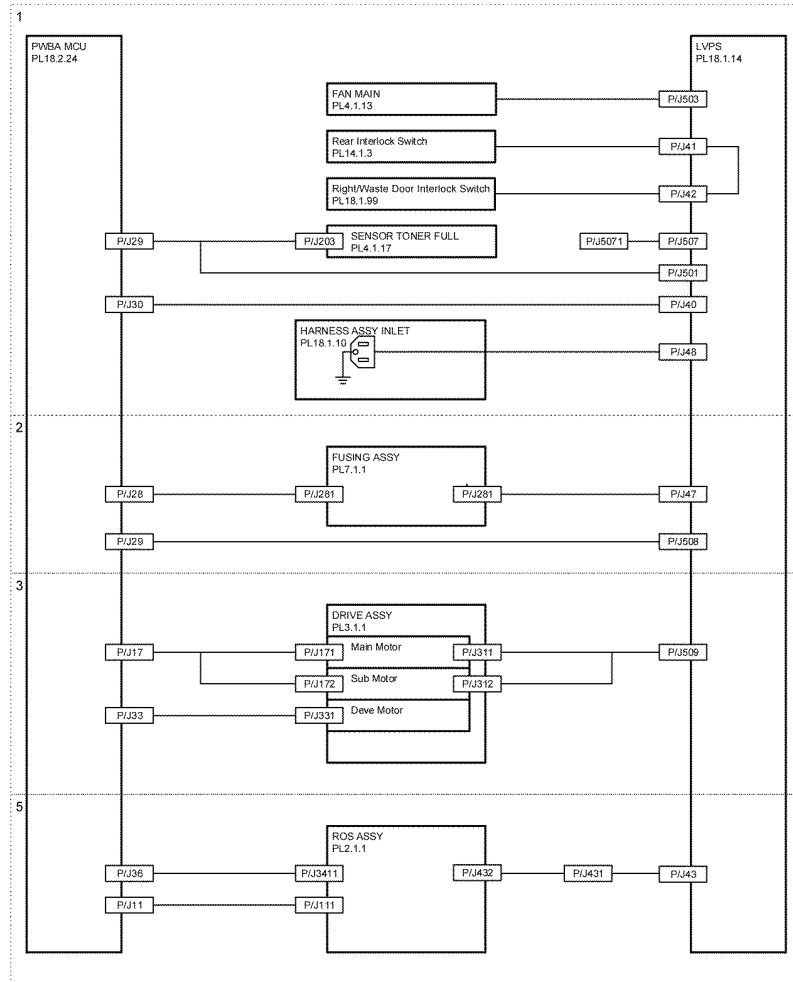 1
PWBA MCU
PL18.2.24
LVPS
PL18.1.14
FAN MAIN
PL4.1.13
P/J503
Rear Interlock Switch
PL14.1.3
P/J41
Right/Waste Door Interlock Switch
PL18.1.99
P/J42
P/J29
P/J203
SENSOR TONER FULL
PL4.1.17
P/J5071
P/J507
P/J501
P/J30
P/J40
HARNESS ASSY INLET
PL18.1.10
P/J48
2
FUSING ASSY
PL7.1.1
P/J28
P/J281
P/J281
P/J47
P/J29
P/J508
3
DRIVE ASSY
PL3.1.1
P/J17
P/J171
Main Motor
P/J311
P/J509
P/J172
Sub Motor
P/J312
P/J33
P/J331
Deve Motor
5
ROS ASSY
PL2.1.1
P/J36
P/J3411
P/J432
P/J431
P/J43
P/J11
P/J111